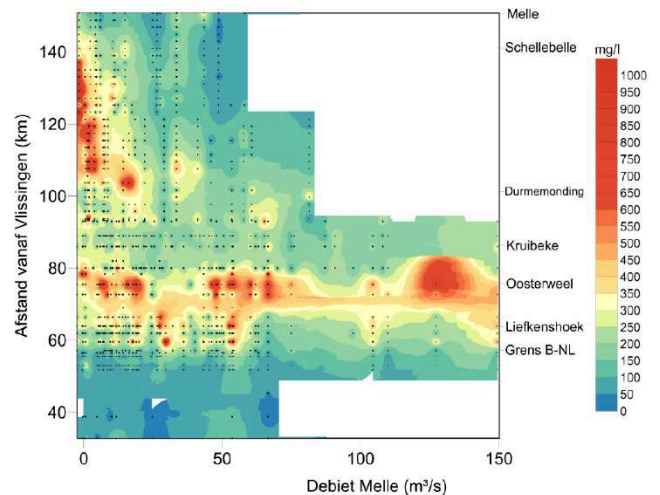 Afstand vanaf Vlissingen (km)
140
120
100
80
60
40
0
50
100
150
Debiet Melle (m³/s)
Melle
Schellebelle
Durmemonding
Kruibeke
Oosterweel
Liefkenshoek
Grens B-NL
mg/l
1000
950
900
850
800
750
700
650
600
450
400
350
300
250
200
150
100
50
0